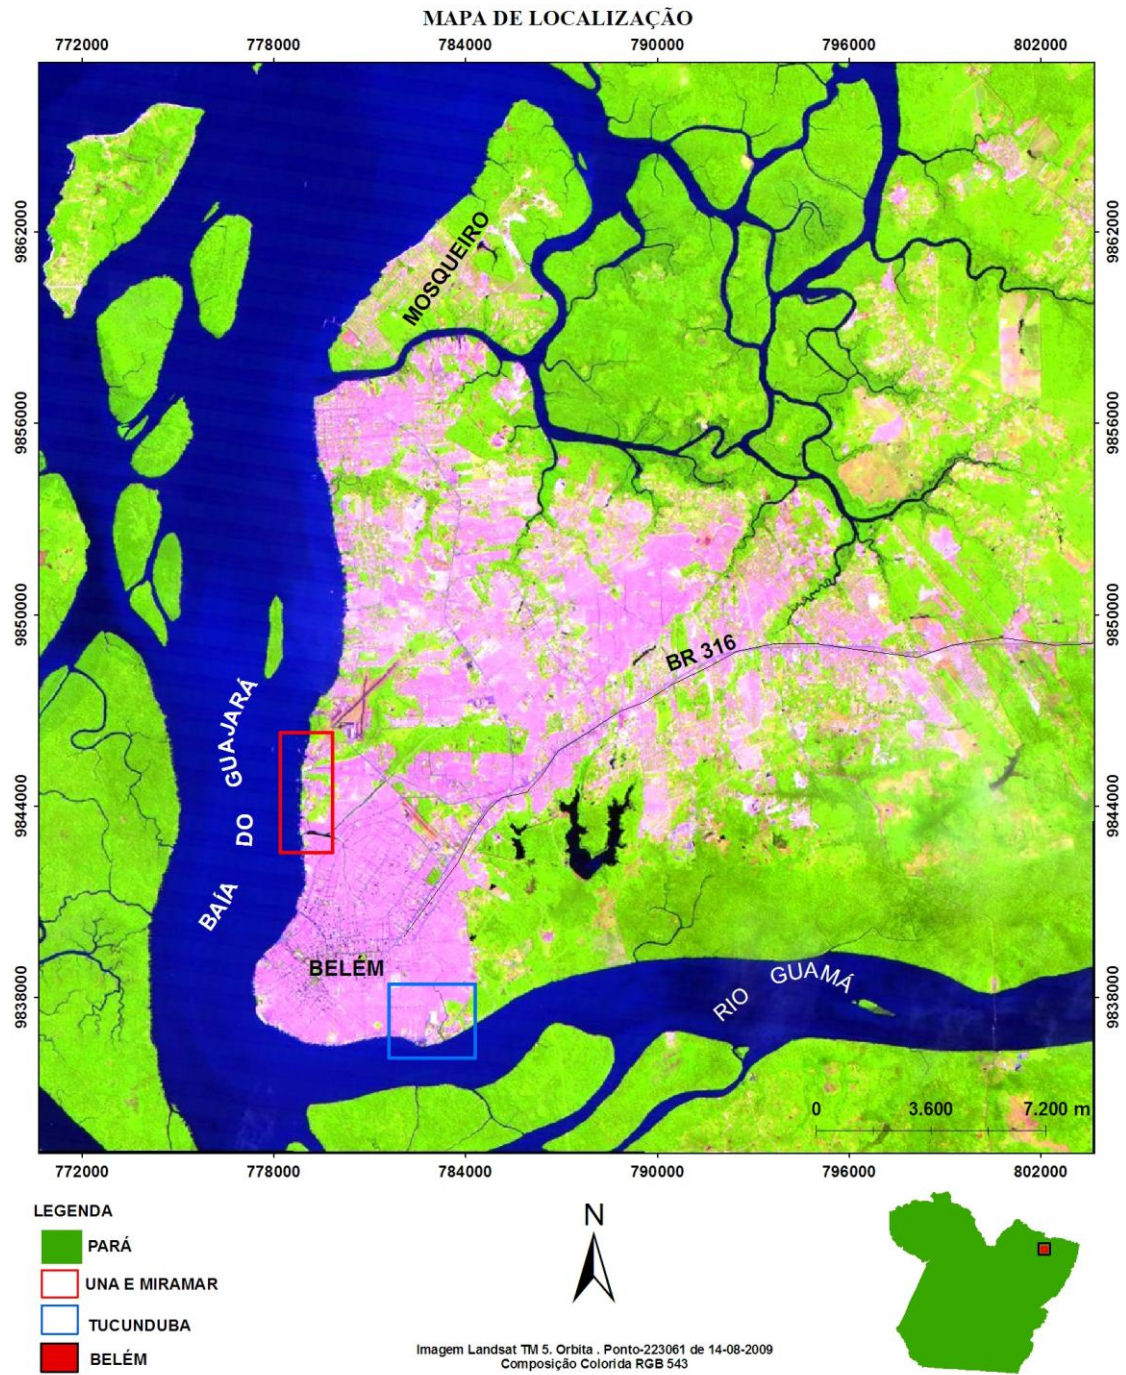 MAPA DE LOCALIZAÇÃO
772000 778000 784000 790000 796000 802000
9862000 9862000
MOSQUEIRO
9856000 9856000
9850000 9850000
BR 316
BAÍA DO GUAJARÁ
9844000 9844000
BELÉM
RIO GUAMÁ
9838000 9838000
0 3.600 7.200 m
772000 778000 784000 790000 796000 802000
LEGENDA
PARÁ
UNA E MIRAMAR
TUCUNDUBA
BELÉM
N
Imagem Landsat TM 5. Orbita . Ponto-223061 de 14-08-2009
Composição Colorida RGB 543